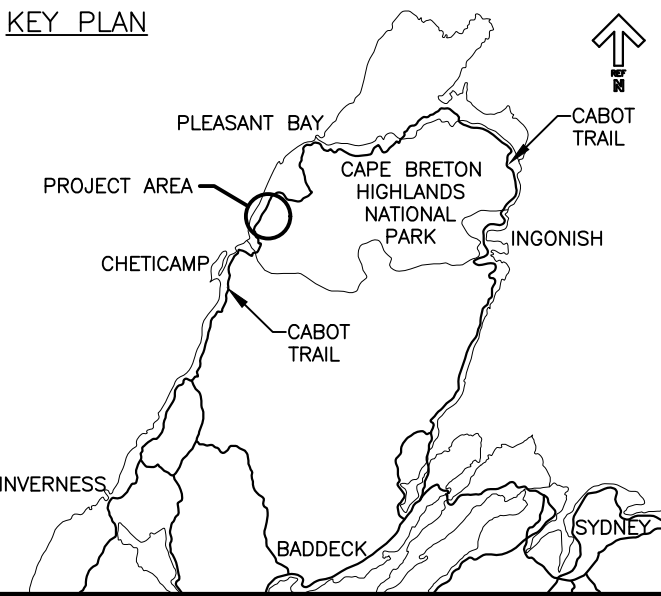 KEY PLAN
REF
N
PLEASANT BAY
CABOT
TRAIL
CAPE BRETON
HIGHLANDS
NATIONAL
PARK
PROJECT AREA
INGONISH
CHETICAMP
CABOT
TRAIL
INVERNESS
SYDNEY
BADDECK